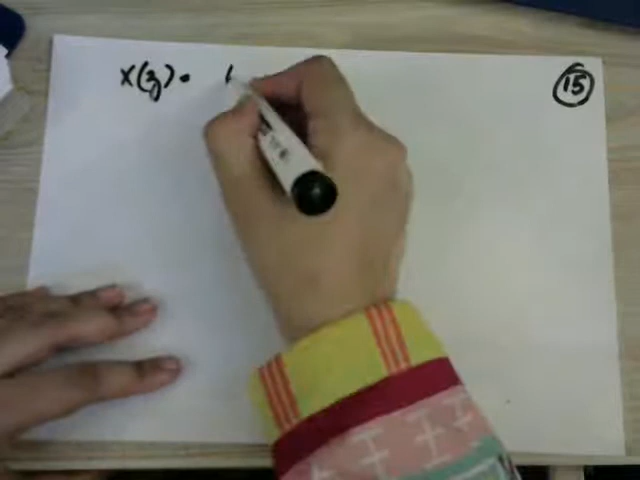 x(z) =
15